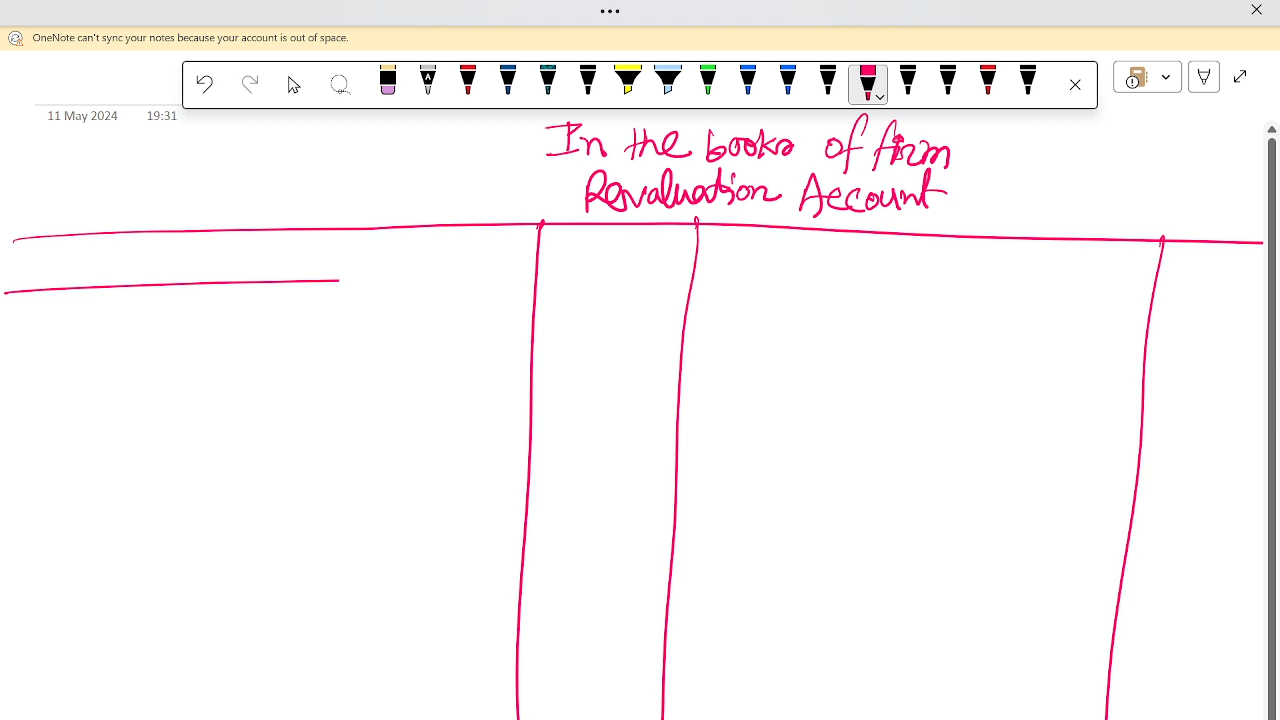 OneNote can't sync your notes because your account is out of space.
A
11 May 2024 19:31
In the books of firm
Revaluation Account